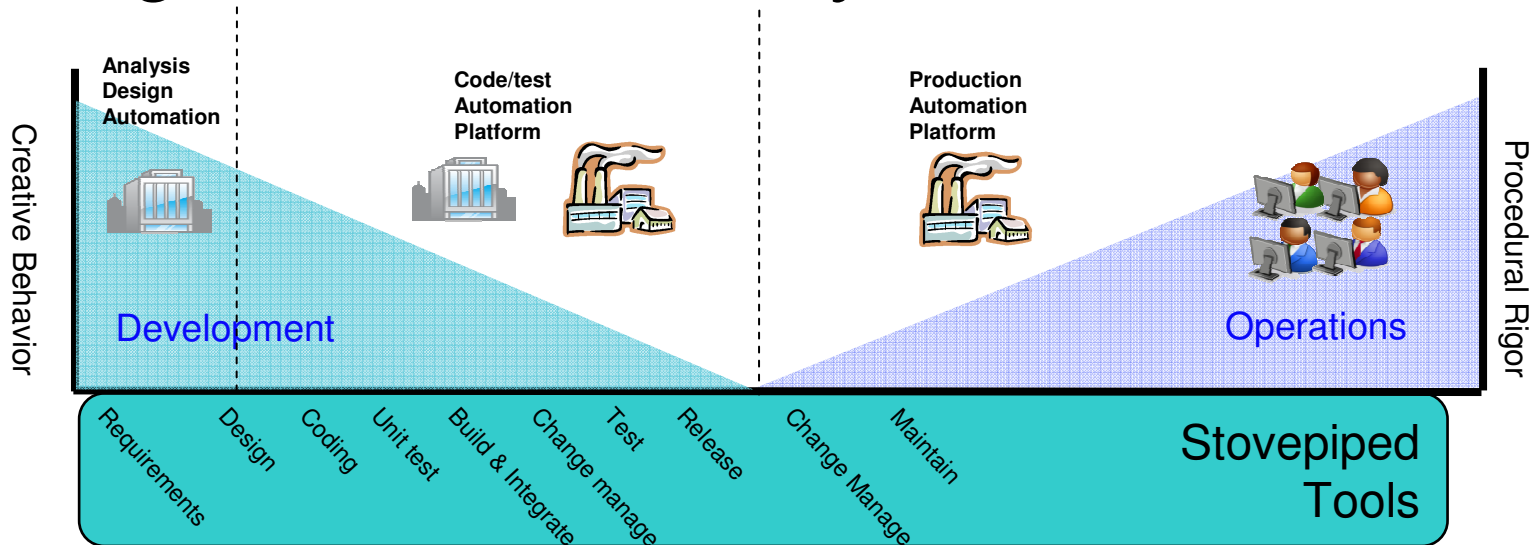 Analysis
Design
Automation
Code/test
Automation
Platform
Production
Automation
Platform
Creative Behavior
Procedural Rigor
Development
Operations
Requirements
Design
Coding
Unit test
Build & Integrate
Change manage
Test
Release
Change Manage
Maintain
Stovepiped
Tools